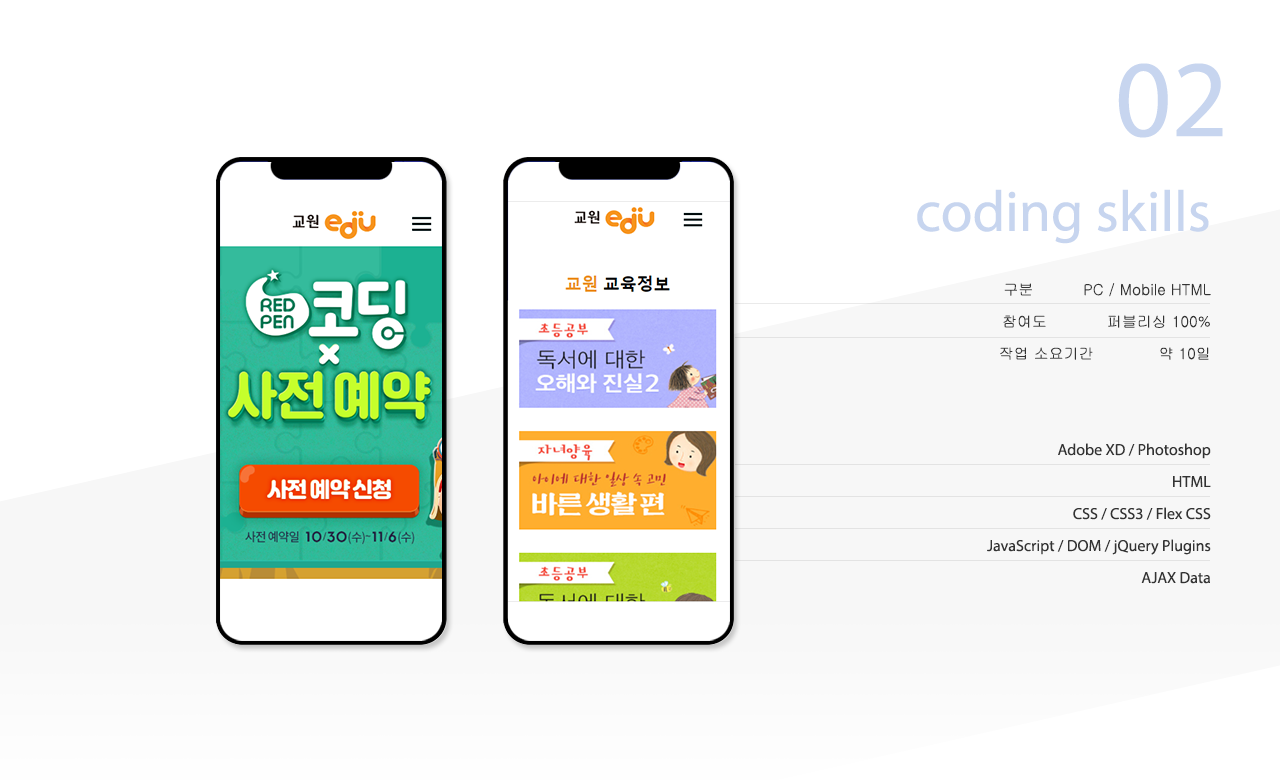 02
coding skills
구분 PC / Mobile HTML
참여도 퍼블리싱 100%
작업 소요기간 약 10일
Adobe XD / Photoshop
HTML
CSS / CSS3 / Flex CSS
JavaScript / DOM / jQuery Plugins
AJAX Data
교원 edu
RED PEN 코딩
×
사전 예약
사전 예약 신청
사전 예약일 10/30(수)~11/6(수)
교원 edu
교원 교육정보
초등공부
독서에 대한
오해와 진실2
자녀양육
아이에 대한 일상 속 고민
바른 생활 편
초등공부
독서에 대한